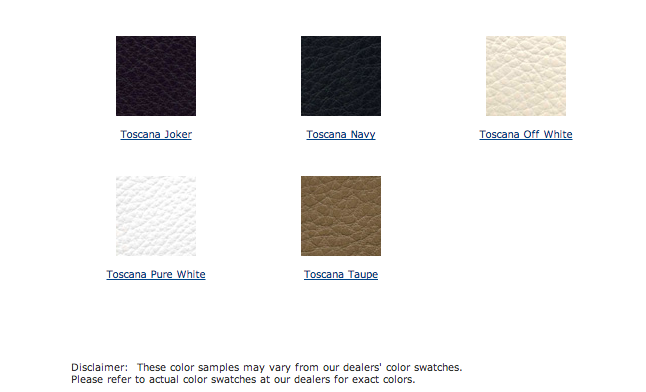 Toscana Joker
Toscana Navy
Toscana Off White
Toscana Pure White
Toscana Taupe
Disclaimer:  These color samples may vary from our dealers' color swatches.
Please refer to actual color swatches at our dealers for exact colors.